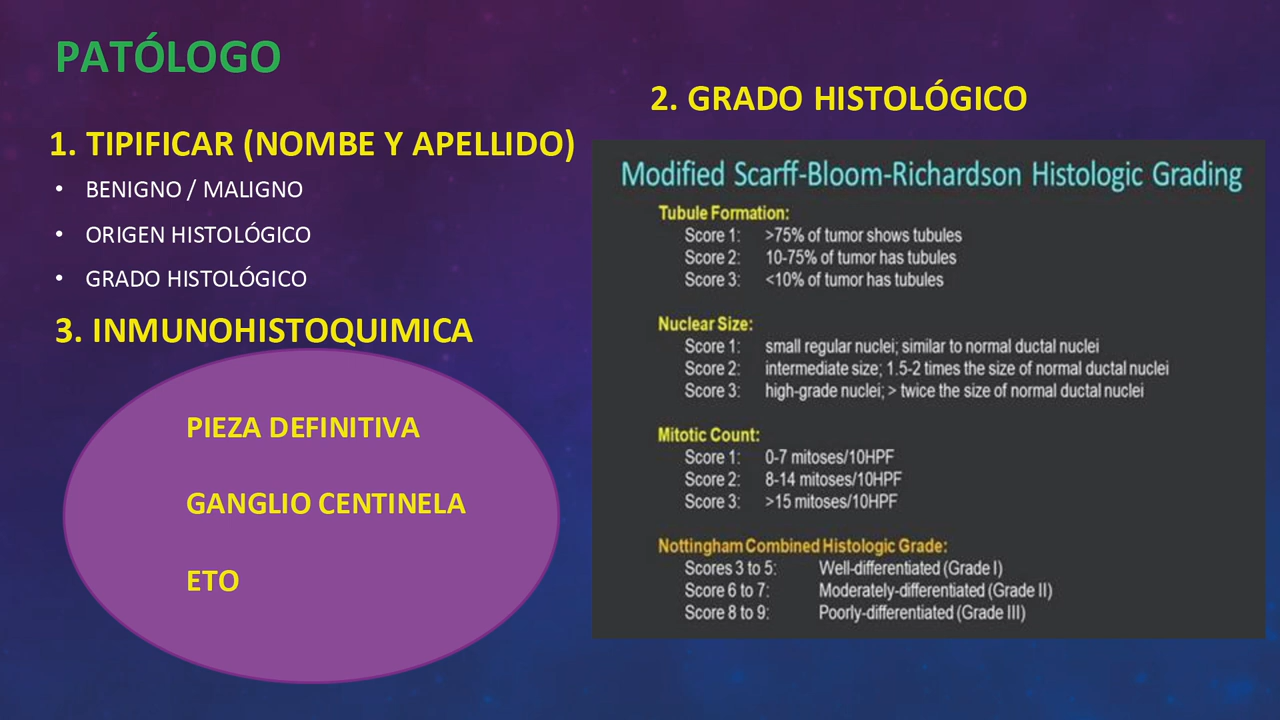 PATÓLOGO
1. TIPIFICAR (NOMBE Y APELLIDO)
• BENIGNO / MALIGNO
• ORIGEN HISTOLÓGICO
• GRADO HISTOLÓGICO
3. INMUNOHISTOQUIMICA
PIEZA DEFINITIVA
GANGLIO CENTINELA
ETO
2. GRADO HISTOLÓGICO
Modified Scarff-Bloom-Richardson Histologic Grading
Tubule Formation:
Score 1: >75% of tumor shows tubules
Score 2: 10-75% of tumor has tubules
Score 3: <10% of tumor has tubules
Nuclear Size:
Score 1: small regular nuclei; similar to normal ductal nuclei
Score 2: intermediate size; 1.5-2 times the size of normal ductal nuclei
Score 3: high-grade nuclei; > twice the size of normal ductal nuclei
Mitotic Count:
Score 1: 0-7 mitoses/10HPF
Score 2: 8-14 mitoses/10HPF
Score 3: >15 mitoses/10HPF
Nottingham Combined Histologic Grade:
Scores 3 to 5: Well-differentiated (Grade I)
Score 6 to 7: Moderately-differentiated (Grade II)
Score 8 to 9: Poorly-differentiated (Grade III)